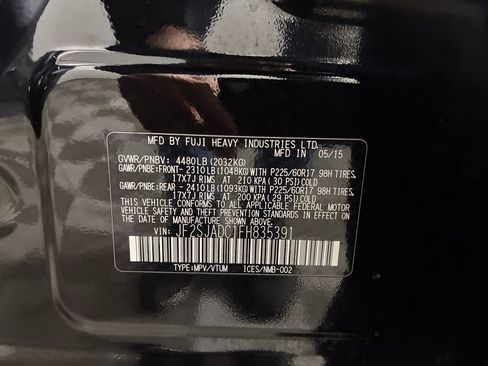 MFD BY FUJI HEAVY INDUSTRIES LTD.
MFD IN 05/15
GVWR/PNBV: 4480LB(2032KG)
GAWR/PNBE:FRONT- 2310LB(1048KG)WITH P225/60R17 98H TIRES,
17X7J RIMS AT 210 KPA( 30 PSI)COLD
GAWR/PNBE:REAR - 2410LB(1093KG)WITH P225/60R17 98H TIRES,
17X7J RIMS AT 200 KPA( 29 PSI)COLD
THIS VEHICLE CONFORMS TO ALL APPLICABLE FEDERAL MOTOR
VEHICLE SAFETY AND THEFT PREVENTION STANDARDS IN EFFECT
ON THE DATE OF MANUFACTURE SHOWN ABOVE.
VIN: JF2SJADC1FH835391
TYPE:MPV/VTUM ICES/NMB-002